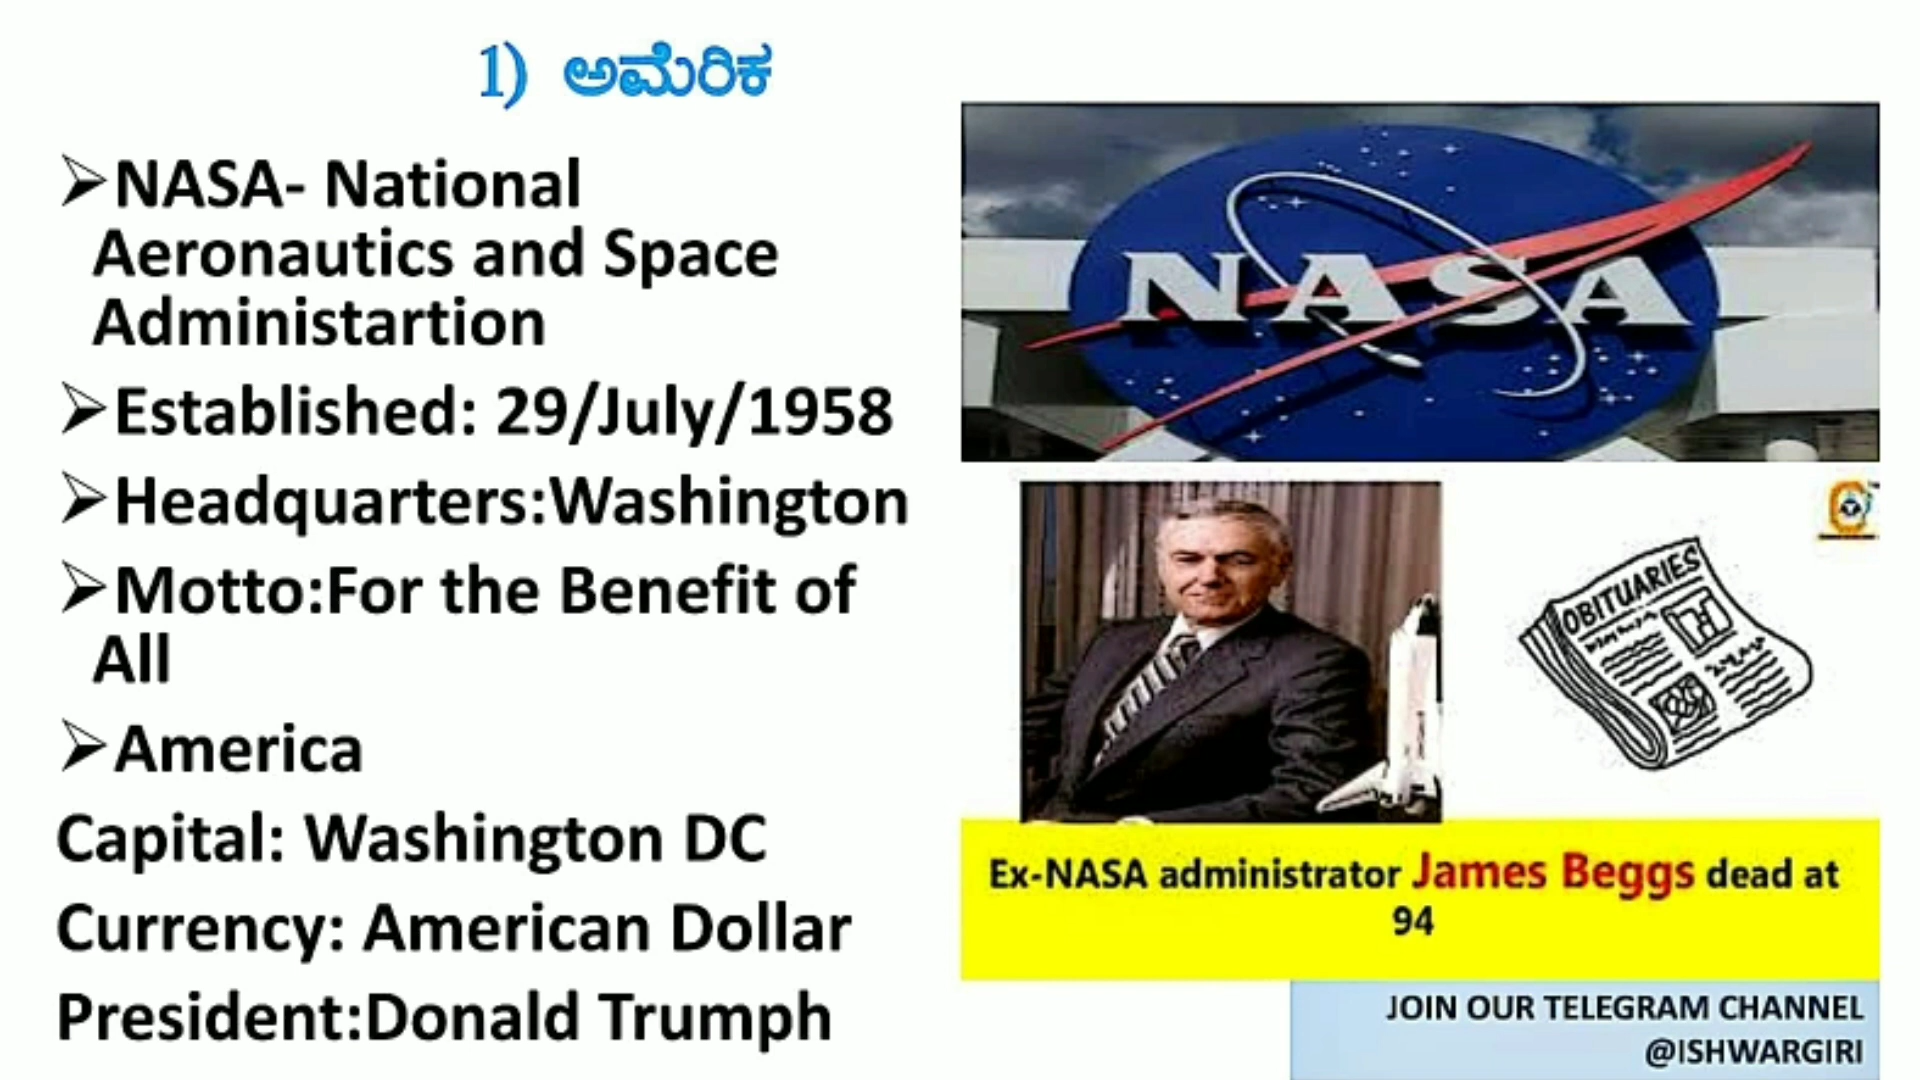 1) ಅಮೆರಿಕ
➢NASA- National
Aeronautics and Space
Administartion
➢Established: 29/July/1958
➢Headquarters:Washington
➢Motto:For the Benefit of
All
➢America
Capital: Washington DC
Currency: American Dollar
President:Donald Trumph
NASA
OBITUARIES
Ex-NASA administrator James Beggs dead at
94
JOIN OUR TELEGRAM CHANNEL
@ISHWARGIRI